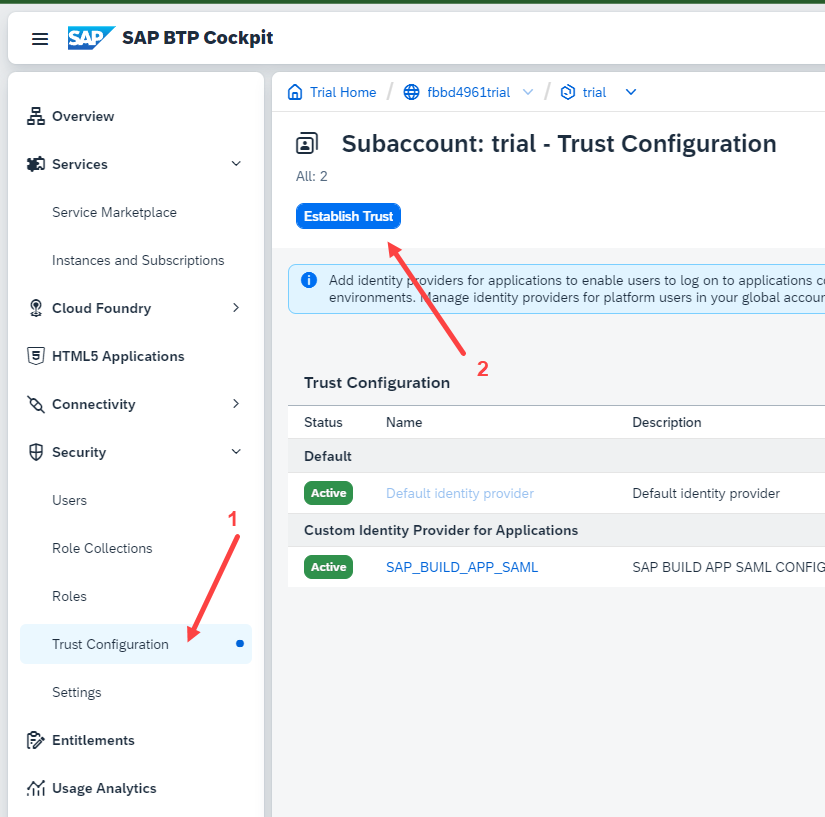 SAP SAP BTP Cockpit
Overview
Services
Service Marketplace
Instances and Subscriptions
Cloud Foundry
HTML5 Applications
Connectivity
Security
Users
1
Role Collections
Roles
Trust Configuration
Settings
Entitlements
Usage Analytics
Trial Home / fbbd4961trial / trial
Subaccount: trial - Trust Configuration
All: 2
Establish Trust
Add identity providers for applications to enable users to log on to applications
environments. Manage identity providers for platform users in your global
2
Trust Configuration
Status Name Description
Default
Active Default identity provider Default identity provider
Custom Identity Provider for Applications
Active SAP_BUILD_APP_SAML SAP BUILD APP SAML CONFIG